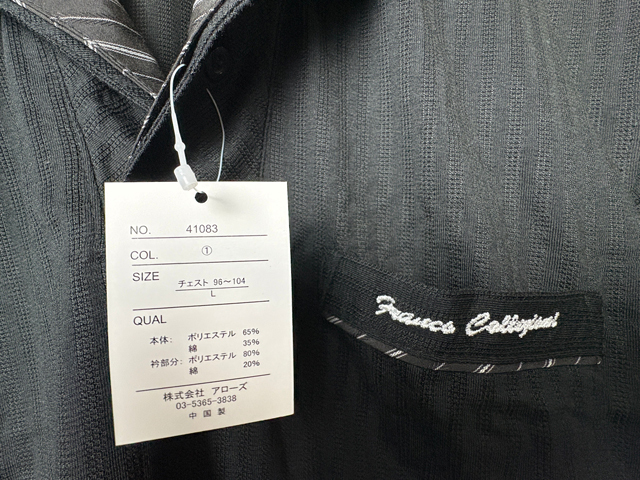 NO. 41083
COL. ①
SIZE
チェスト 96〜104
L
QUAL
本体: ポリエステル 65%
綿 35%
衿部分: ポリエステル 80%
綿 20%
株式会社 アローズ
03-5365-3838
中国製
Franco Collegioni